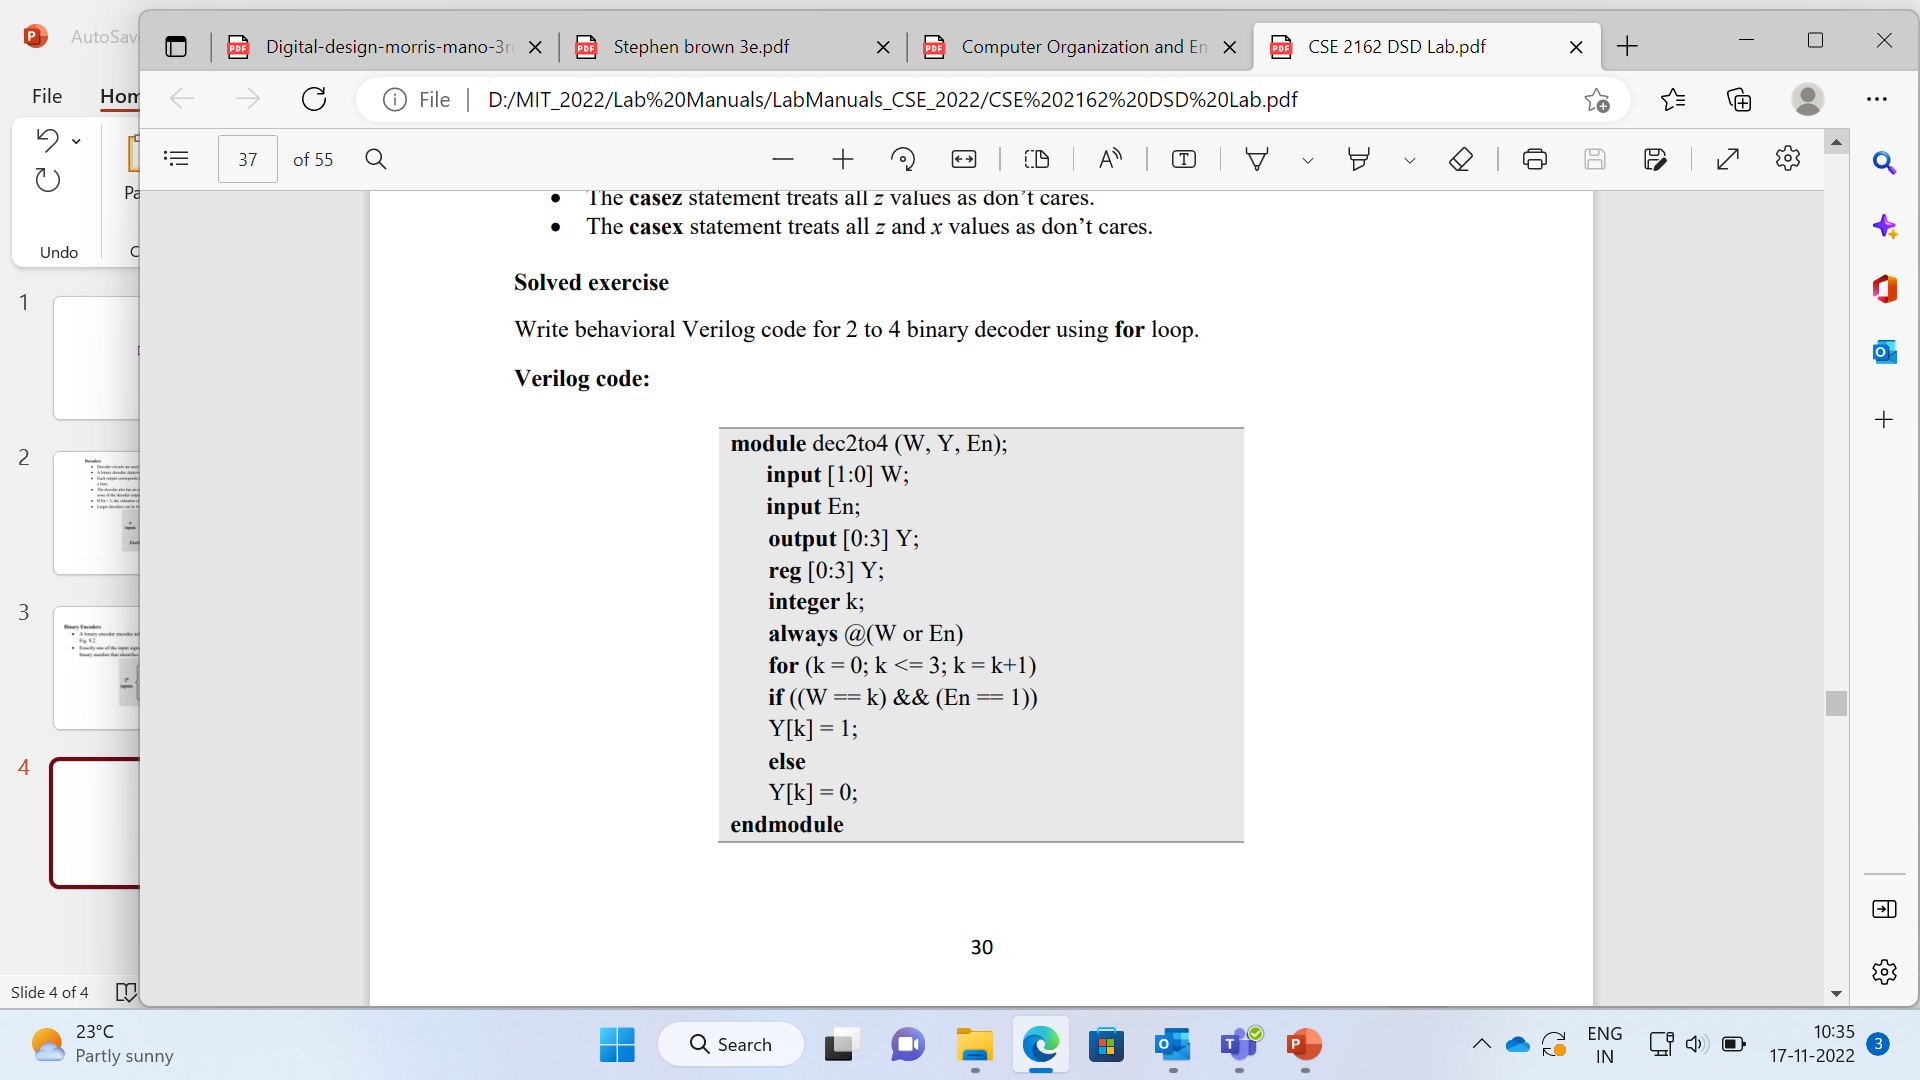 AutoSav
Digital-design-morris-mano-3r
Stephen brown 3e.pdf
Computer Organization and Em
CSE 2162 DSD Lab.pdf
File
Hom
File
D:/MIT_2022/Lab%20Manuals/LabManuals_CSE_2022/CSE%202162%20DSD%20Lab.pdf
37
of 55
Pa
Undo
C
• The casez statement treats all z values as don’t cares.
• The casex statement treats all z and x values as don’t cares.
Solved exercise
Write behavioral Verilog code for 2 to 4 binary decoder using for loop.
Verilog code:
module dec2to4 (W, Y, En);
input [1:0] W;
input En;
output [0:3] Y;
reg [0:3] Y;
integer k;
always @(W or En)
for (k = 0; k <= 3; k = k+1)
if ((W == k) && (En == 1))
Y[k] = 1;
else
Y[k] = 0;
endmodule
30
1
2
3
Binary Encoders
4
Slide 4 of 4
23°C
Partly sunny
Search
ENG
IN
10:35
17-11-2022
3